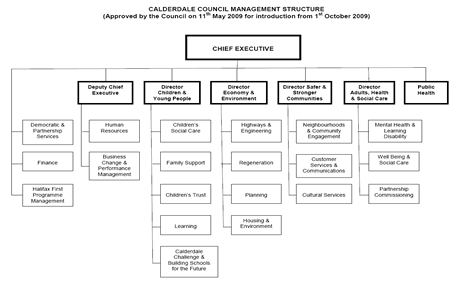 CALDERDALE COUNCIL MANAGEMENT STRUCTURE
(Approved by the Council on 11th May 2009 for introduction from 1st October 2009)
CHIEF EXECUTIVE
Deputy Chief
Executive
Director
Children &
Young People
Director
Economy &
Environment
Director Safer &
Stronger
Communities
Director
Adults, Health
& Social Care
Public
Health
Democratic &
Partnership
Services
Finance
Halifax First
Programme
Management
Human
Resources
Business
Change &
Performance
Management
Children's
Social Care
Family Support
Children's Trust
Learning
Calderdale
Challenge &
Building Schools
for the Future
Highways &
Engineering
Regeneration
Planning
Housing &
Environment
Neighbourhoods
& Community
Engagement
Customer
Services &
Communications
Cultural Services
Mental Health &
Learning
Disability
Well Being &
Social Care
Partnership
Commissioning